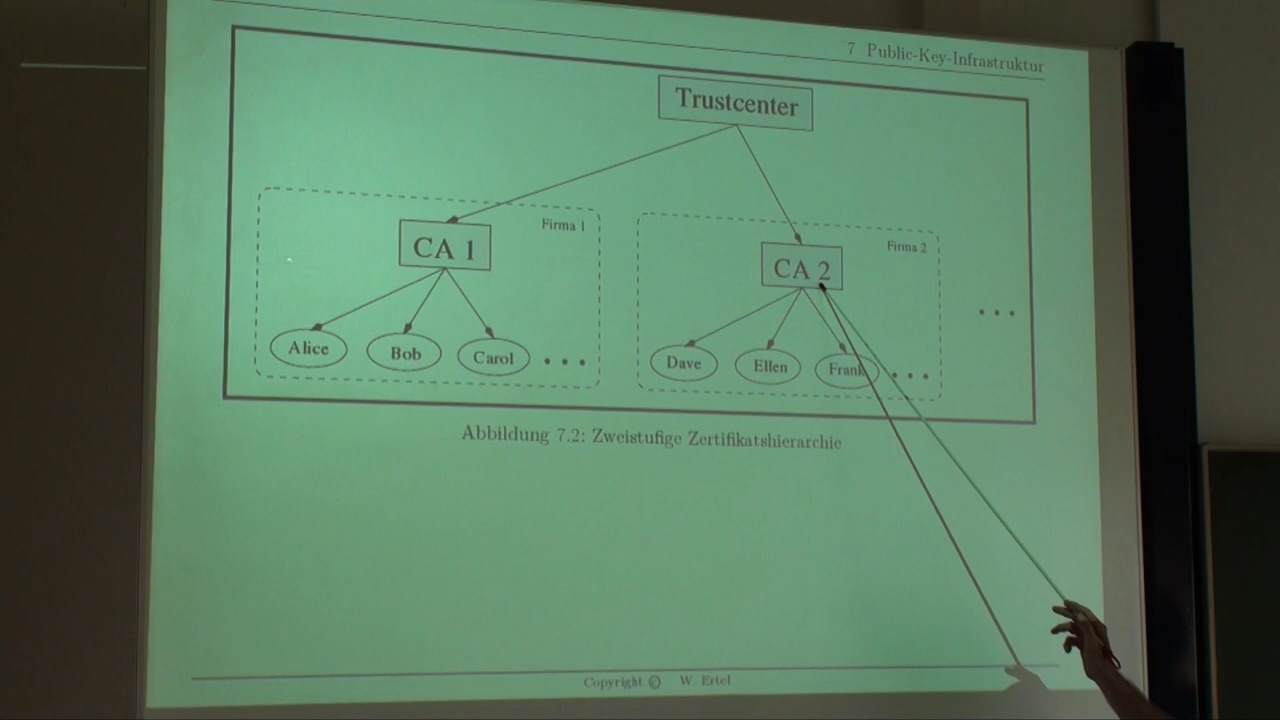 7 Public-Key-Infrastruktur
Trustcenter
Firma 1
CA 1
Firma 2
CA 2
Alice Bob Carol • • •
Dave Ellen Frank • • •
• • •
Abbildung 7.2: Zweistufige Zertifikatshierarchie
Copyright © W. Ertel